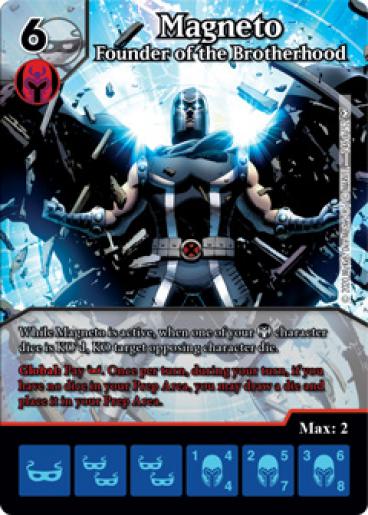 6
Magneto
Founder of the Brotherhood
While Magneto is active, when one of your character
dice is KO'd, KO target opposing character die.
Global: Pay . Once per turn, during your turn, if you
have no dice in your Prep Area, you may draw a die and
place it in your Prep Area.
Max: 2
1 4 4
2 5 7
3 6 8